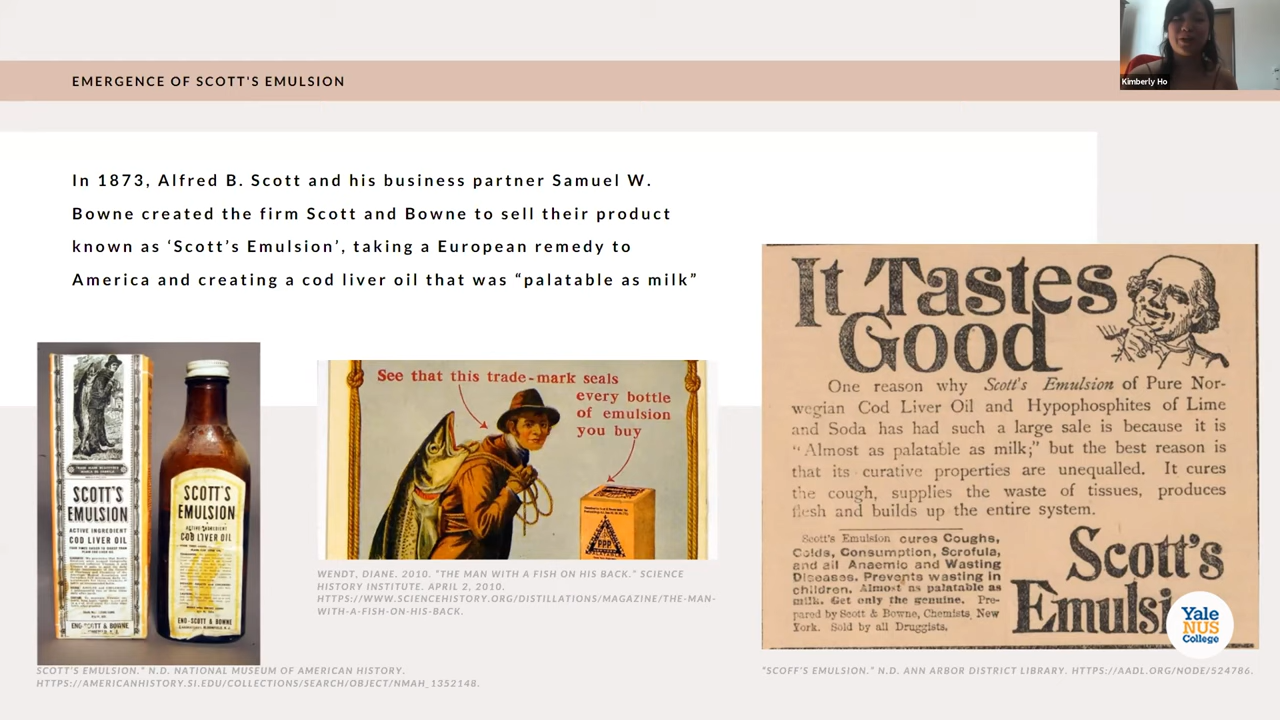 Kimberly Ho
EMERGENCE OF SCOTT'S EMULSION
In 1873, Alfred B. Scott and his business partner Samuel W.
Bowne created the firm Scott and Bowne to sell their product
known as ‘Scott’s Emulsion’, taking a European remedy to
America and creating a cod liver oil that was “palatable as milk”
SCOTT'S
EMULSION
ACTIVE INGREDIENT
COD LIVER OIL
ENO-SCOTT & BOWNE
SCOTT'S
EMULSION
ACTIVE INGREDIENT
COD LIVER OIL
ENO-SCOTT & BOWNE
SCOTT'S EMULSION.” N.D. NATIONAL MUSEUM OF AMERICAN HISTORY.
HTTPS://AMERICANHISTORY.SI.EDU/COLLECTIONS/SEARCH/OBJECT/NMAH_1352148.
See that this trade-mark seals
every bottle
of emulsion
you buy
PPP
WENDT, DIANE. 2010. “THE MAN WITH A FISH ON HIS BACK.” SCIENCE
HISTORY INSTITUTE. APRIL 2, 2010.
HTTPS://WWW.SCIENCEHISTORY.ORG/DISTILLATIONS/MAGAZINE/THE-MAN-
WITH-A-FISH-ON-HIS-BACK.
It Tastes
Good
One reason why Scott's Emulsion of Pure Nor-
wegian Cod Liver Oil and Hypophosphites of Lime
and Soda has had such a large sale is because it is
“Almost as palatable as milk;” but the best reason is
that its curative properties are unequalled. It cures
the cough, supplies the waste of tissues, produces
flesh and builds up the entire system.
Scott's Emulsion cures Coughs,
Colds, Consumption, Scrofula,
and all Anaemic and Wasting
Diseases. Prevents wasting in
children. Almost as palatable as
milk. Get only the genuine. Pre-
pared by Scott & Bowne, Chemists, New
York. Sold by all Druggists.
Scott's
Emulsi
Yale
NUS
College
“SCOFF'S EMULSION.” N.D. ANN ARBOR DISTRICT LIBRARY. HTTPS://AADL.ORG/NODE/524786.